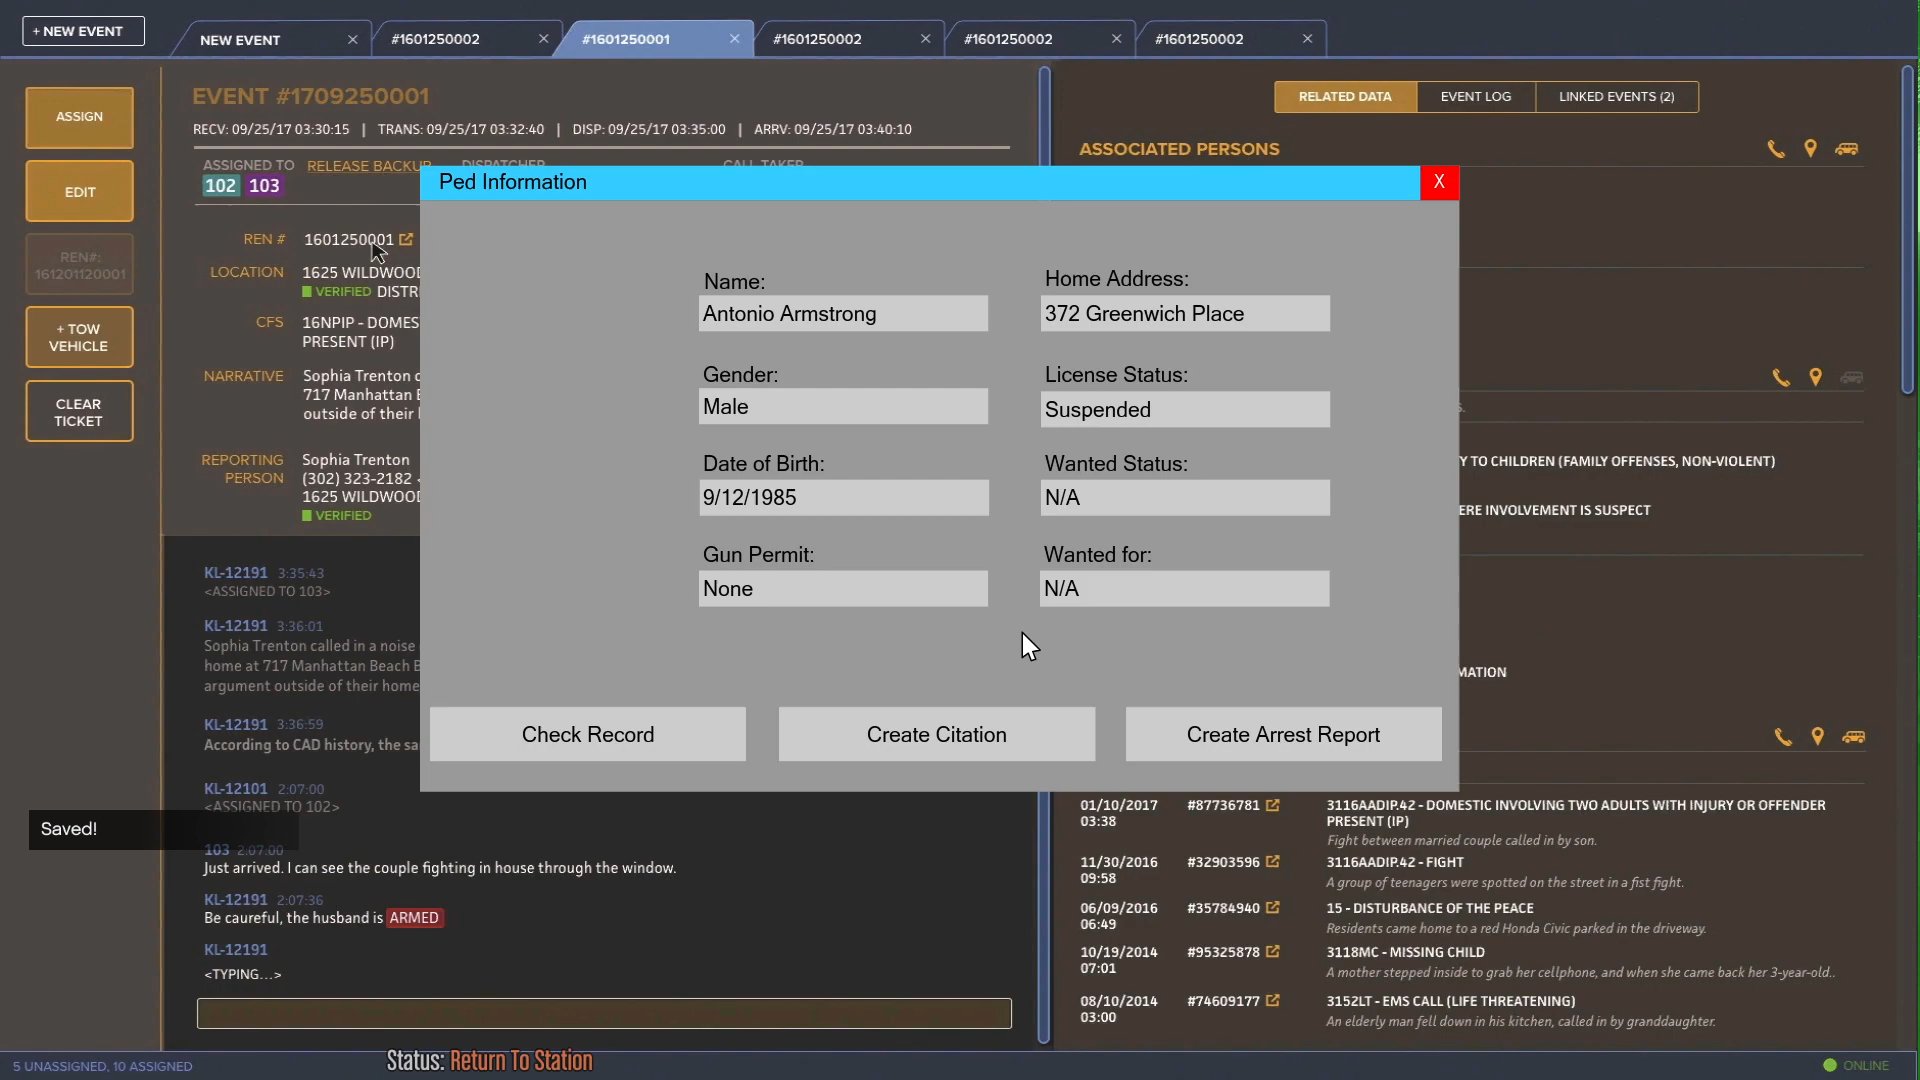 + NEW EVENT
NEW EVENT ×
#1601250002 ×
#1601250001 ×
#1601250002 ×
#1601250002 ×
#1601250002 ×
ASSIGN
EDIT
REN#:
161201120001
+ TOW
VEHICLE
CLEAR
TICKET
EVENT #1709250001
RECV: 09/25/17 03:30:15 | TRANS: 09/25/17 03:32:40 | DISP: 09/25/17 03:35:00 | ARRV: 09/25/17 03:40:10
ASSIGNED TO RELEASE BACKUP DISPATCHER CALL TAKER
102 103
REN # 1601250001
LOCATION 1625 WILDWOOD
VERIFIED DISTR
CFS 16NPIP - DOMES
PRESENT (IP)
NARRATIVE Sophia Trenton
717 Manhattan
outside of their
REPORTING
PERSON
Sophia Trenton
(302) 323-2182
1625 WILDWOOD
VERIFIED
KL-12191 3:35:43
<ASSIGNED TO 103>
KL-12191 3:36:01
Sophia Trenton called in a noise
home at 717 Manhattan Beach
argument outside of their home
KL-12191 3:36:59
According to CAD history, the sa
KL-12101 2:07:00
<ASSIGNED TO 102>
Saved!
103 2:07:00
Just arrived. I can see the couple fighting in house through the window.
KL-12191 2:07:36
Be caureful, the husband is ARMED
KL-12191
<TYPING...>
Ped Information
X
Name:
Antonio Armstrong
Home Address:
372 Greenwich Place
Gender:
Male
License Status:
Suspended
Date of Birth:
9/12/1985
Wanted Status:
N/A
Gun Permit:
None
Wanted for:
N/A
Check Record
Create Citation
Create Arrest Report
RELATED DATA
EVENT LOG
LINKED EVENTS (2)
ASSOCIATED PERSONS
s.
Y TO CHILDREN (FAMILY OFFENSES, NON-VIOLENT)
ERE INVOLVEMENT IS SUSPECT
MATION
01/10/2017
03:38
#87736781
3116AADIP.42 - DOMESTIC INVOLVING TWO ADULTS WITH INJURY OR OFFENDER
PRESENT (IP)
Fight between married couple called in by son.
11/30/2016
09:58
#32903596
3116AADIP.42 - FIGHT
A group of teenagers were spotted on the street in a fist fight.
06/09/2016
06:49
#35784940
15 - DISTURBANCE OF THE PEACE
Residents came home to a red Honda Civic parked in the driveway.
10/19/2014
07:01
#95325878
3118MC - MISSING CHILD
A mother stepped inside to grab her cellphone, and when she came back her 3-year-old..
08/10/2014
03:00
#74609177
3152LT - EMS CALL (LIFE THREATENING)
An elderly man fell down in his kitchen, called in by granddaughter.
5 UNASSIGNED, 10 ASSIGNED
Status: Return To Station
ONLINE